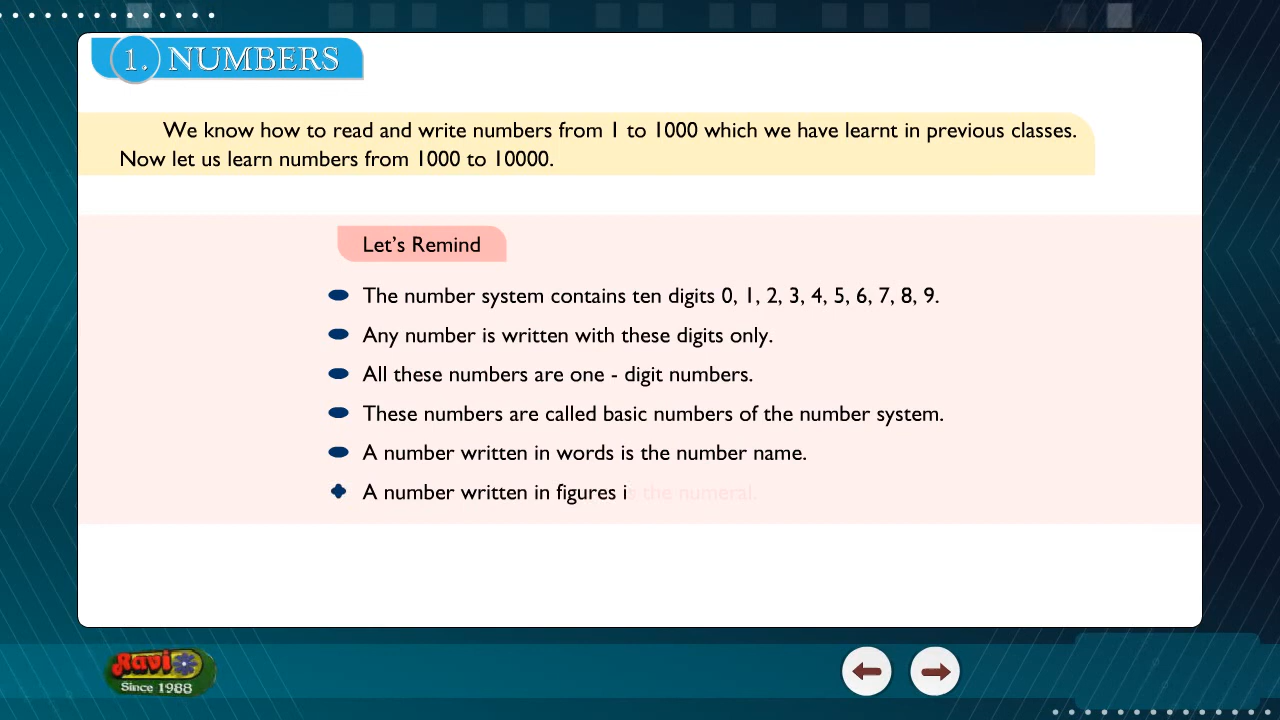 1. NUMBERS
We know how to read and write numbers from 1 to 1000 which we have learnt in previous classes.
Now let us learn numbers from 1000 to 10000.
Let’s Remind
The number system contains ten digits 0, 1, 2, 3, 4, 5, 6, 7, 8, 9.
Any number is written with these digits only.
All these numbers are one - digit numbers.
These numbers are called basic numbers of the number system.
A number written in words is the number name.
A number written in figures is the numeral.
Ravi
Since 1988